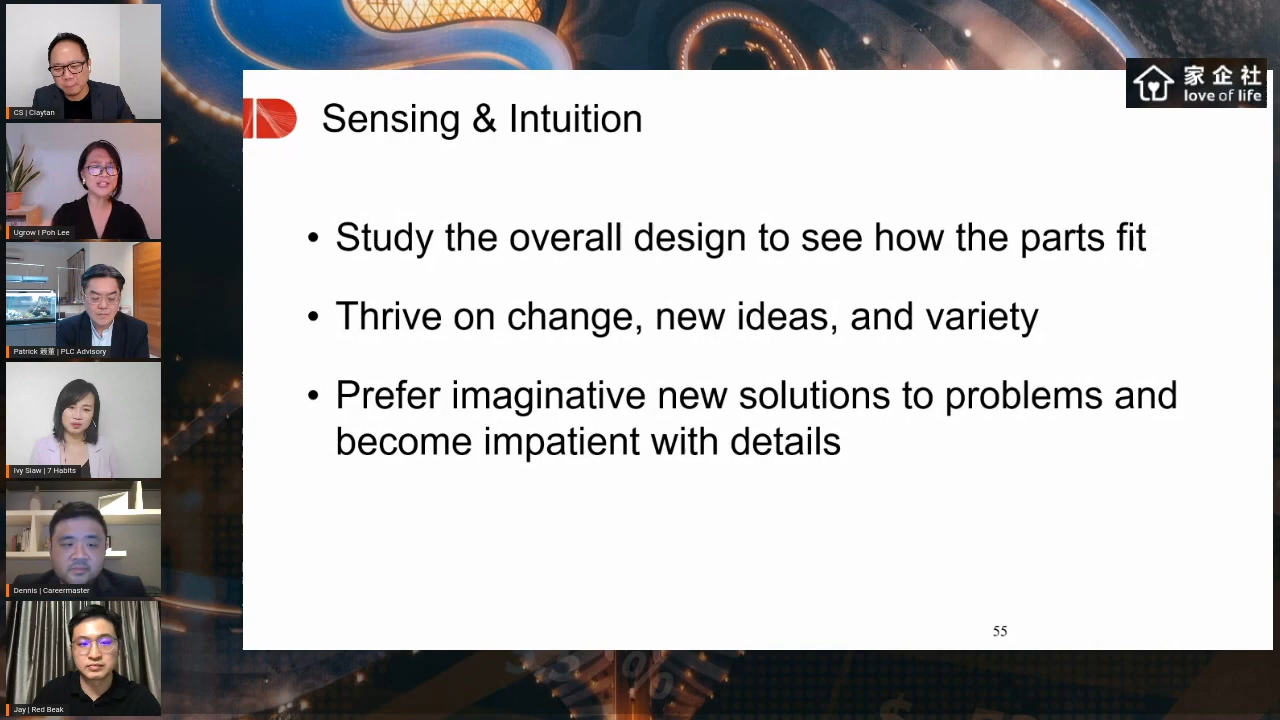 CS | Claytan
Ugrow I Poh Lee
Patrick 赖董 | PLC Advisory
Ivy Siaw | 7 Habits
Dennis | Careermaster
Jay | Red Beak
家企社
love of life
Sensing & Intuition
• Study the overall design to see how the parts fit
• Thrive on change, new ideas, and variety
• Prefer imaginative new solutions to problems and
become impatient with details
55